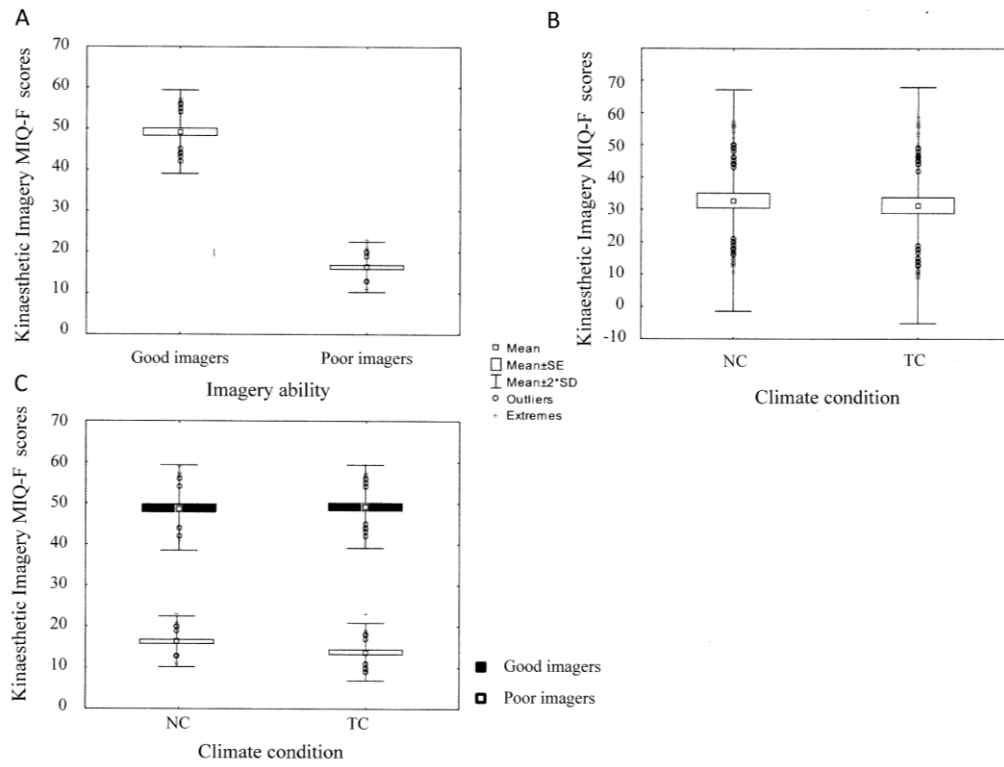 A
Kinaesthetic Imagery MIQ-F scores
70
60
50
40
30
20
10
0
Good imagers Poor imagers
Imagery ability
B
Kinaesthetic Imagery MIQ-F scores
70
60
50
40
30
20
10
0
-10
NC TC
Climate condition
Mean
Mean±SE
Mean±2*SD
Outliers
Extremes
C
Kinaesthetic Imagery MIQ-F scores
70
60
50
40
30
20
10
0
NC TC
Climate condition
Good imagers
Poor imagers